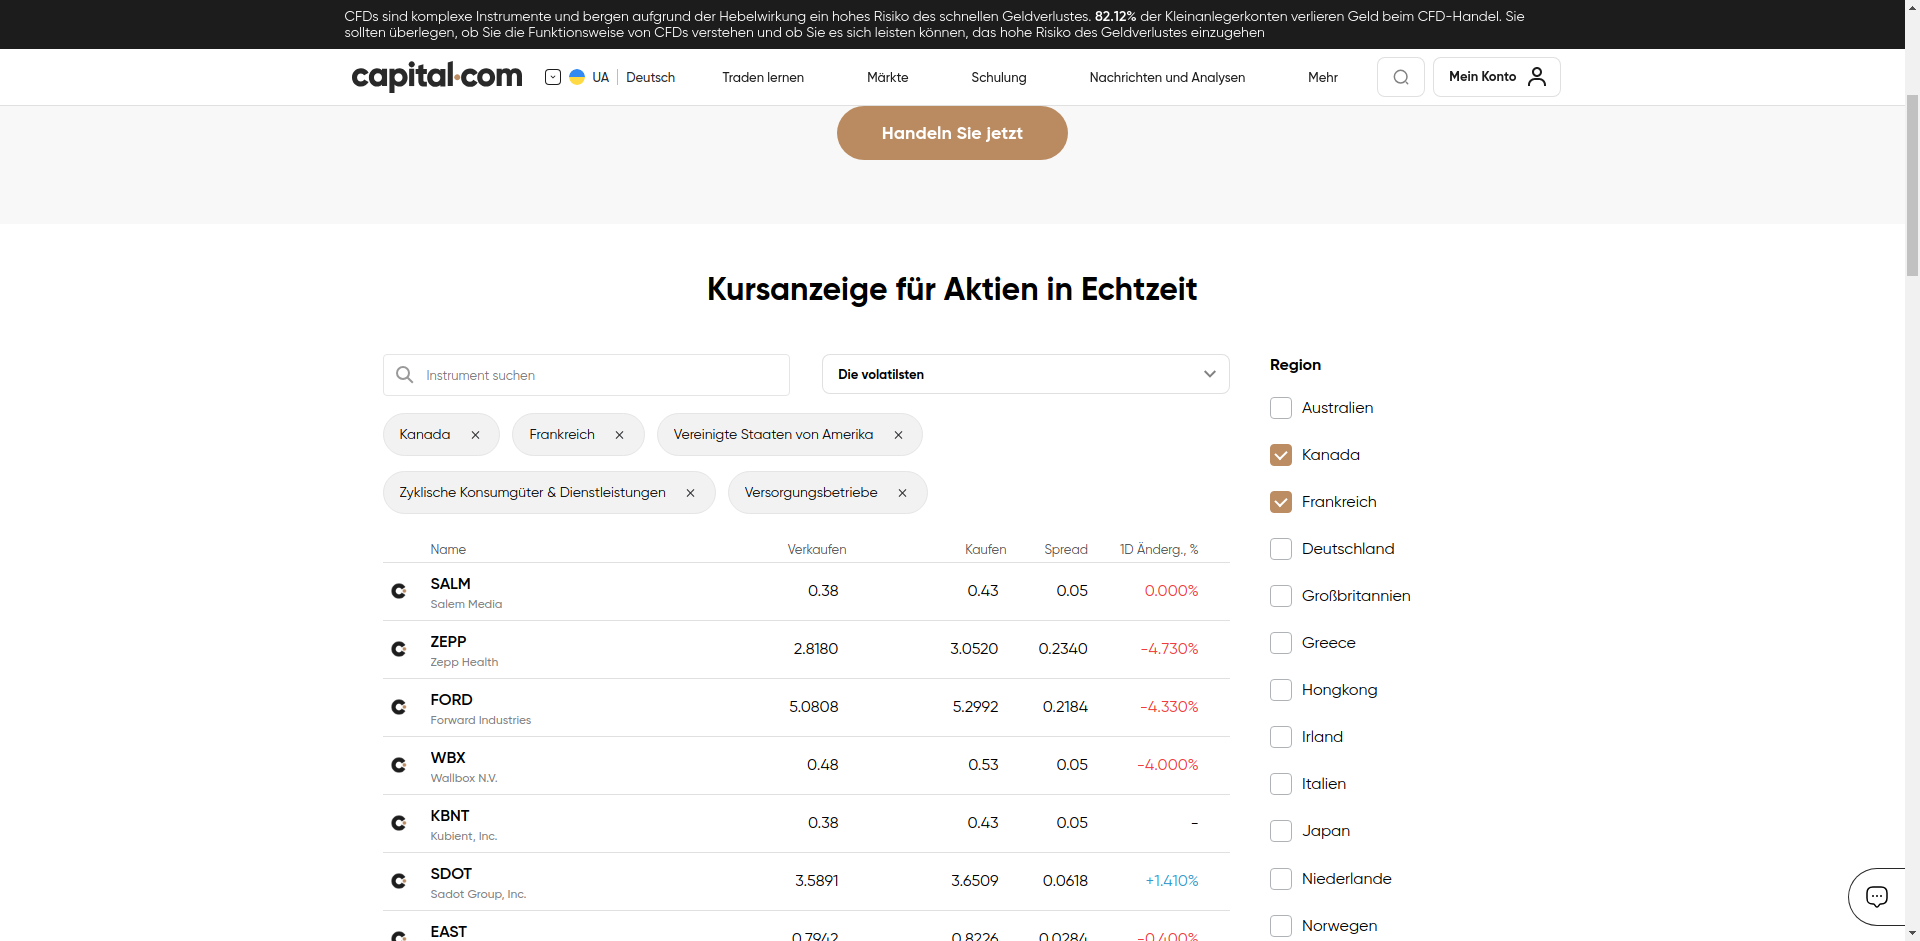 CFDs sind komplexe Instrumente und bergen aufgrund der Hebelwirkung ein hohes Risiko des schnellen Geldverlustes. 82.12% der Kleinanlegerkonten verlieren Geld beim CFD-Handel. Sie
sollten überlegen, ob Sie die Funktionsweise von CFDs verstehen und ob Sie es sich leisten können, das hohe Risiko des Geldverlustes einzugehen
capital.com UA Deutsch Traden lernen Märkte Schulung Nachrichten und Analysen Mehr Mein Konto
Handeln Sie jetzt
Kursanzeige für Aktien in Echtzeit
Instrument suchen
Die volatilsten
Kanada
Frankreich
Vereinigte Staaten von Amerika
Zyklische Konsumgüter & Dienstleistungen
Versorgungsbetriebe
Name Verkaufen Kaufen Spread 1D Änderg., %
SALM 0.38 0.43 0.05 0.000%
Salem Media
ZEPP 2.8180 3.0520 0.2340 -4.730%
Zepp Health
FORD 5.0808 5.2992 0.2184 -4.330%
Forward Industries
WBX 0.48 0.53 0.05 -4.000%
Wallbox N.V.
KBNT 0.38 0.43 0.05 -
Kubient, Inc.
SDOT 3.5891 3.6509 0.0618 +1.410%
Sadot Group, Inc.
EAST 0.7942 0.8226 0.0284 -0.400%
Region
Australien
Kanada
Frankreich
Deutschland
Großbritannien
Greece
Hongkong
Irland
Italien
Japan
Niederlande
Norwegen